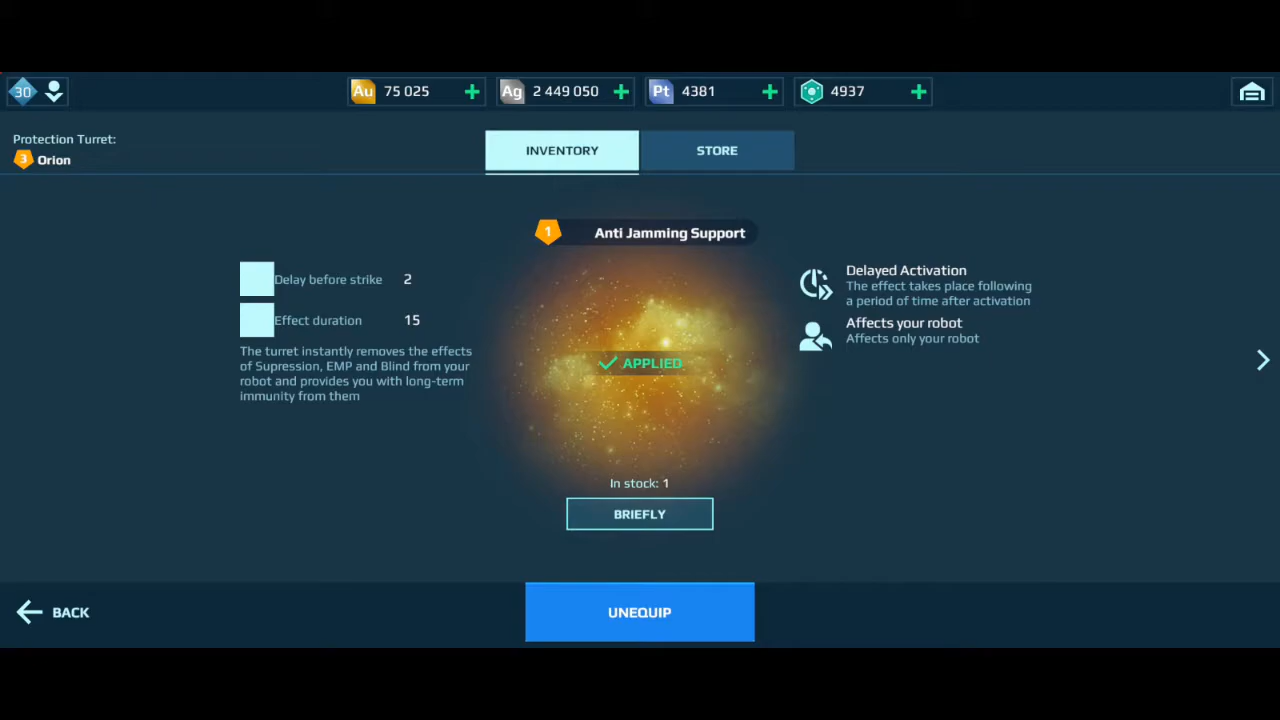 30
Au 75 025
Ag 2 449 050
Pt 4381
4937
Protection Turret:
3 Orion
INVENTORY
STORE
1 Anti Jamming Support
Delay before strike 2
Effect duration 15
The turret instantly removes the effects
of Supression, EMP and Blind from your
robot and provides you with long-term
immunity from them
APPLIED
Delayed Activation
The effect takes place following
a period of time after activation
Affects your robot
Affects only your robot
In stock: 1
BRIEFLY
BACK
UNEQUIP